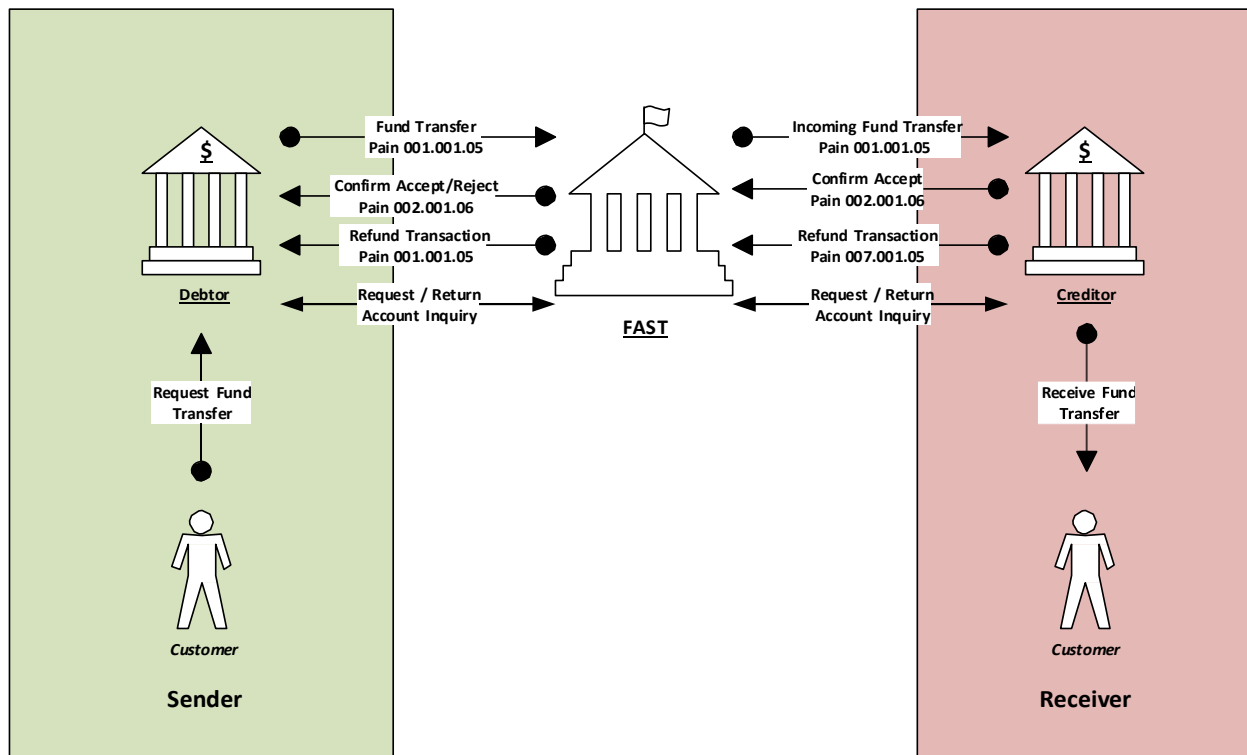 Fund Transfer
Pain 001.001.05
Incoming Fund Transfer
Pain 001.001.05
$
$
Confirm Accept/Reject
Pain 002.001.06
Confirm Accept
Pain 002.001.06
Refund Transaction
Pain 001.001.05
Refund Transaction
Pain 007.001.05
Debtor
Request / Return
Account Inquiry
FAST
Request / Return
Account Inquiry
Creditor
Request Fund
Transfer
Receive Fund
Transfer
Customer
Customer
Sender
Receiver